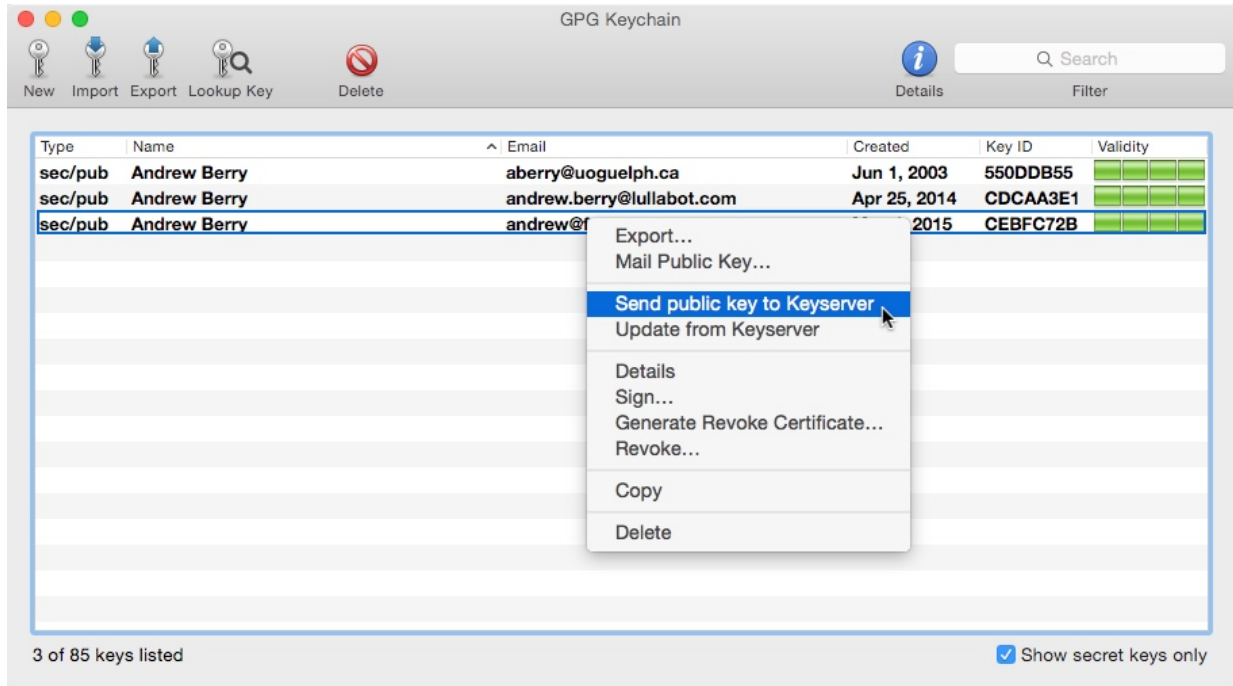 GPG Keychain
New Import Export Lookup Key Delete Details Search
Filter
Type Name Email Created Key ID Validity
sec/pub Andrew Berry aberry@uoguelph.ca Jun 1, 2003 550DDB55
sec/pub Andrew Berry andrew.berry@lullabot.com Apr 25, 2014 CDCAA3E1
sec/pub Andrew Berry 2015 CEBFC72B
Export...
Mail Public Key...
Send public key to Keyserver
Update from Keyserver
Details
Sign...
Generate Revoke Certificate...
Revoke...
Copy
Delete
3 of 85 keys listed Show secret keys only